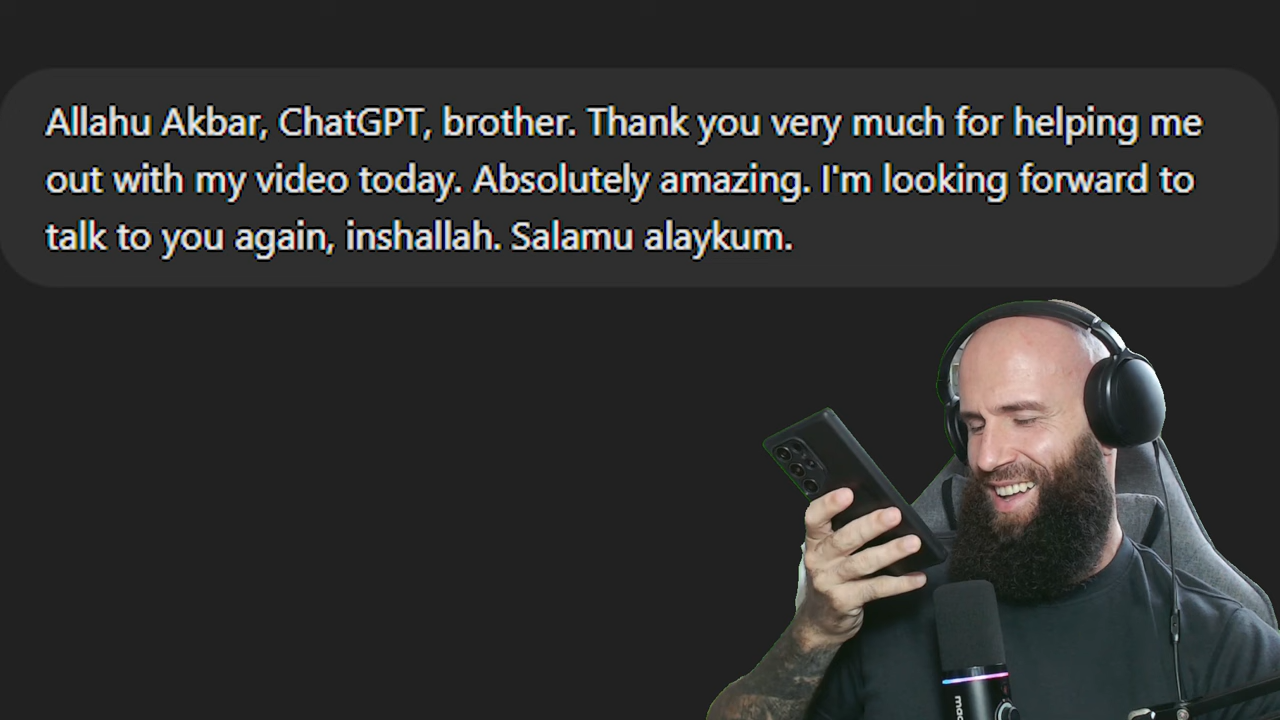 Allahu Akbar, ChatGPT, brother. Thank you very much for helping me
out with my video today. Absolutely amazing. I'm looking forward to
talk to you again, inshallah. Salamu alaykum.